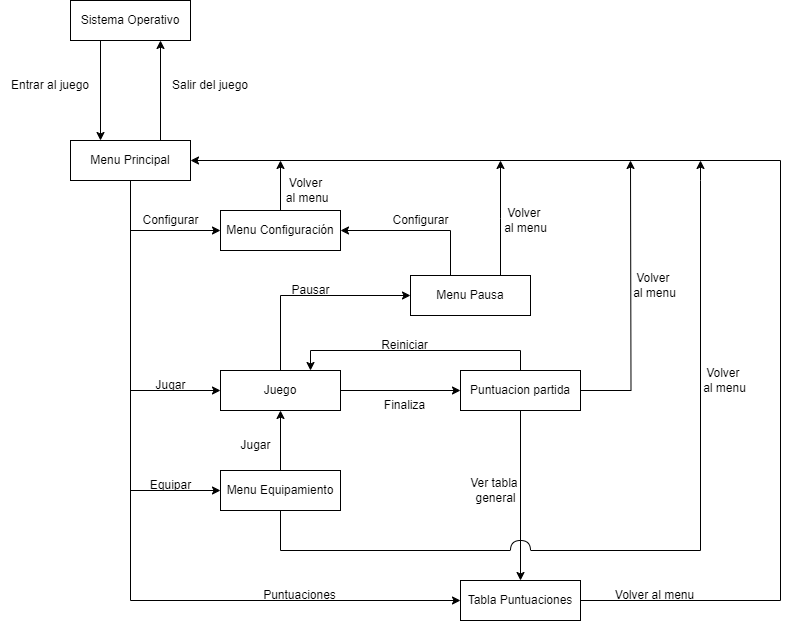 Sistema Operativo
Entrar al juego
Salir del juego
Menu Principal
Volver
al menu
Configurar
Menu Configuración
Configurar
Volver
al menu
Pausar
Menu Pausa
Volver
al menu
Reiniciar
Jugar
Juego
Finaliza
Puntuacion partida
Volver
al menu
Jugar
Equipar
Menu Equipamiento
Ver tabla
general
Puntuaciones
Tabla Puntuaciones
Volver al menu